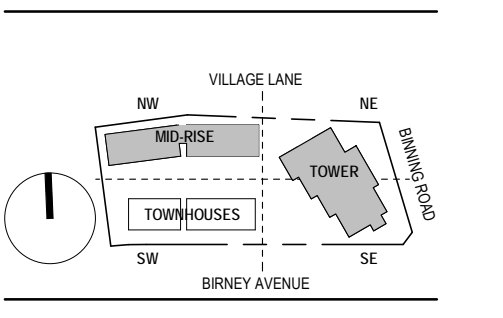 VILLAGE LANE
NW
NE
MID-RISE
BINNING ROAD
TOWER
TOWNHOUSES
SW
SE
BIRNEY AVENUE